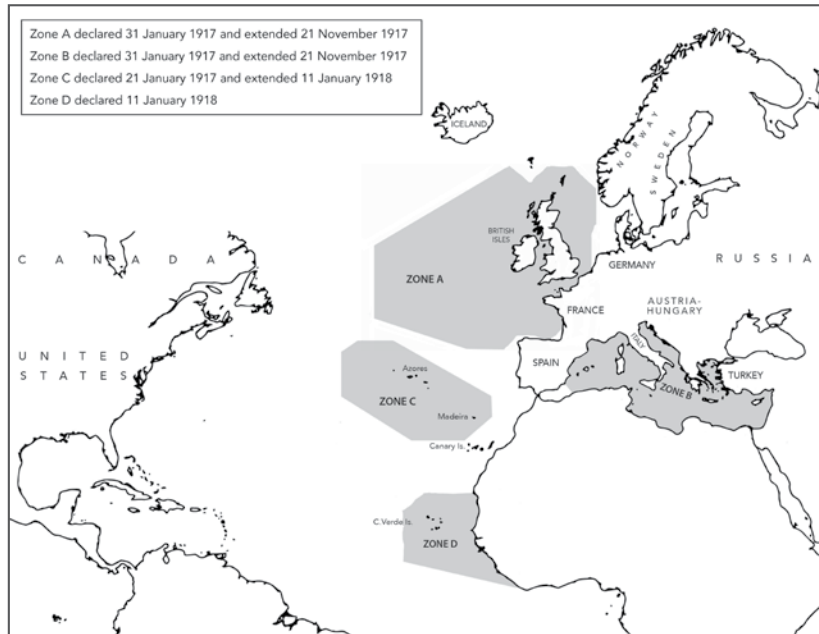 Zone A declared 31 January 1917 and extended 21 November 1917
Zone B declared 31 January 1917 and extended 21 November 1917
Zone C declared 21 January 1917 and extended 11 January 1918
Zone D declared 11 January 1918
ICELAND
NORWAY
SWEDEN
BRITISH
ISLES
CANADA
ZONE A
GERMANY
RUSSIA
FRANCE
AUSTRIA-
HUNGARY
UNITED
STATES
ITALY
SPAIN
TURKEY
Azores
ZONE B
ZONE C
Madeira
Canary Is.
C.Verde Is.
ZONE D